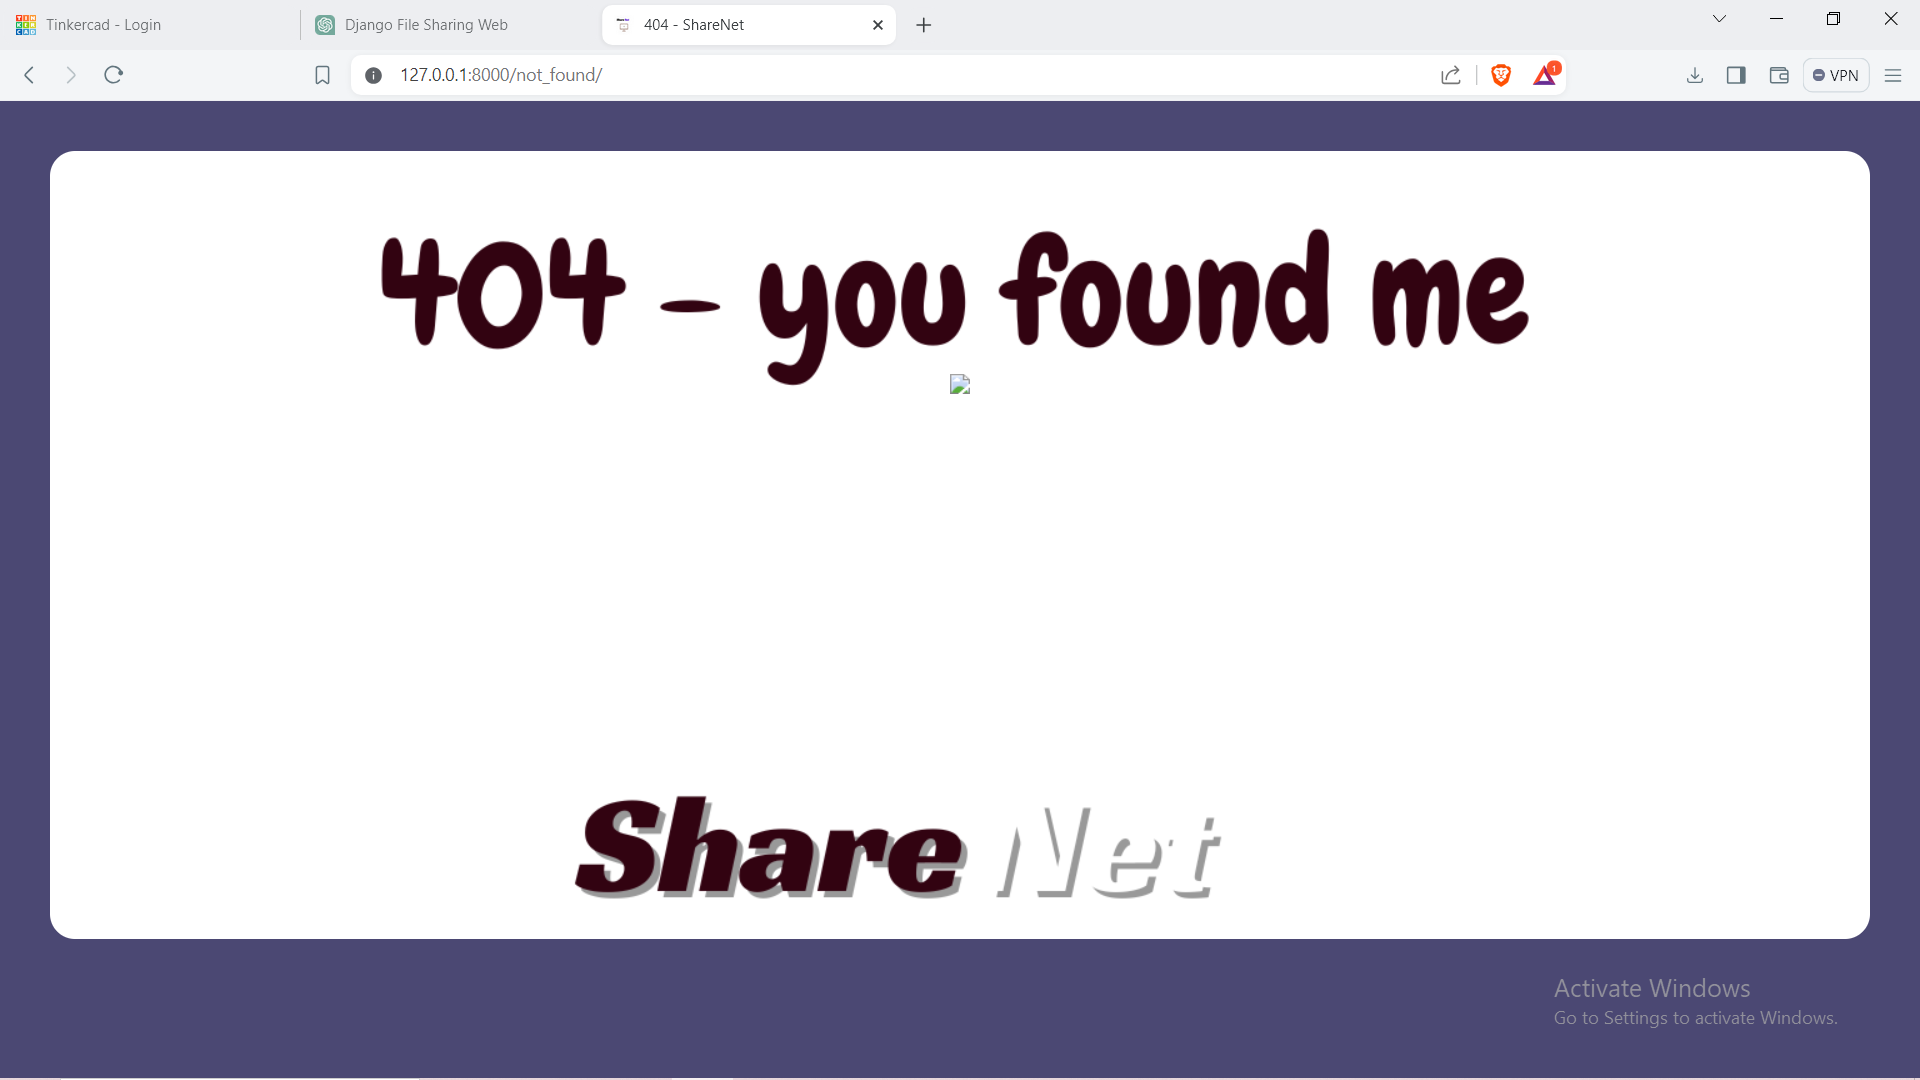 Tinkercad - Login
Django File Sharing Web
404 - ShareNet
127.0.0.1:8000/not_found/
1
VPN
404 - you found me
Share Net
Activate Windows
Go to Settings to activate Windows.